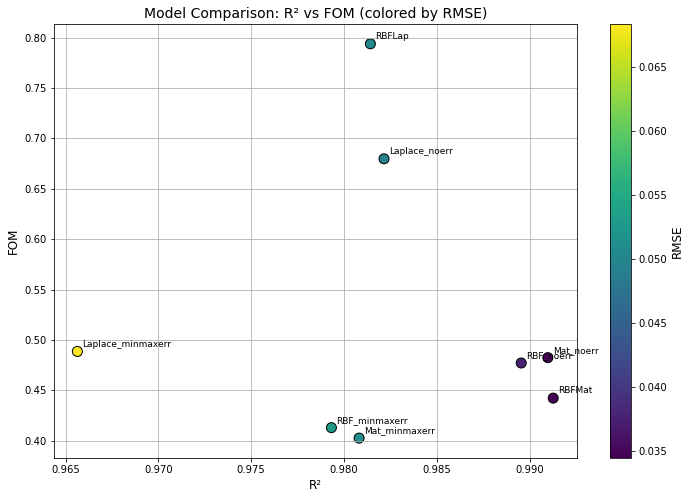 Model Comparison: R² vs FOM (colored by RMSE)
0.80
0.75
0.70
0.65
0.60
0.55
0.50
0.45
0.40
FOM
RBFLap
Laplace_noerr
Laplace_minmaxerr
Mat_noerr
RBF_noerr
RBFMat
RBF_minmaxerr
Mat_minmaxerr
0.965 0.970 0.975 0.980 0.985 0.990
R²
0.065
0.060
0.055
0.050
0.045
0.040
0.035
RMSE